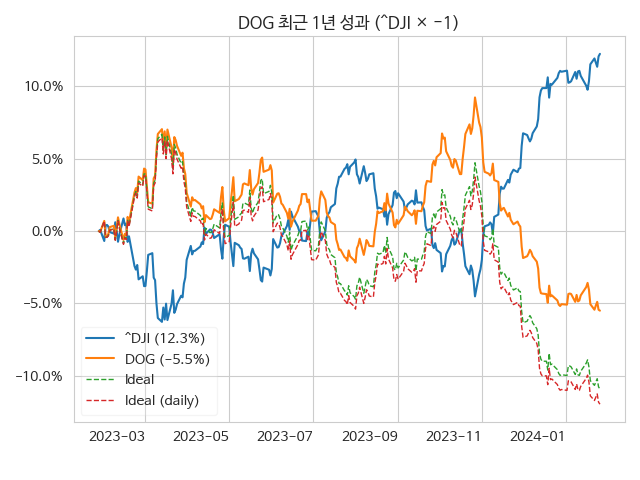 DOG 최근 1년 성과 (^DJI × −1)
10.0%
5.0%
0.0%
−5.0%
−10.0%
^DJI (12.3%)
DOG (−5.5%)
Ideal
Ideal (daily)
2023−03 2023−05 2023−07 2023−09 2023−11 2024−01